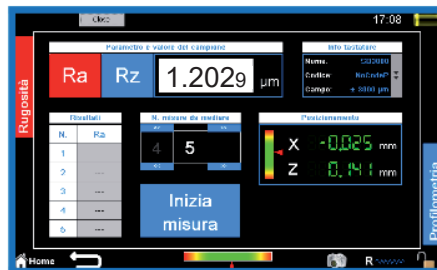 Close
17:08
Parametro e valore del campione
Ra
Rz
1.2029 µm
Info tastatore
Nome:
Codice: NoCodeP
Campo:
Rugosità
Risultati
N. Ra
1
2 ---
3 ---
4 ---
5 ---
N. misure da mediare
<< >>
4 5
<< >>
Inizia
misura
Posizionamento
X -0,025 mm
Z 0,141 mm
Profilometria
Home
R